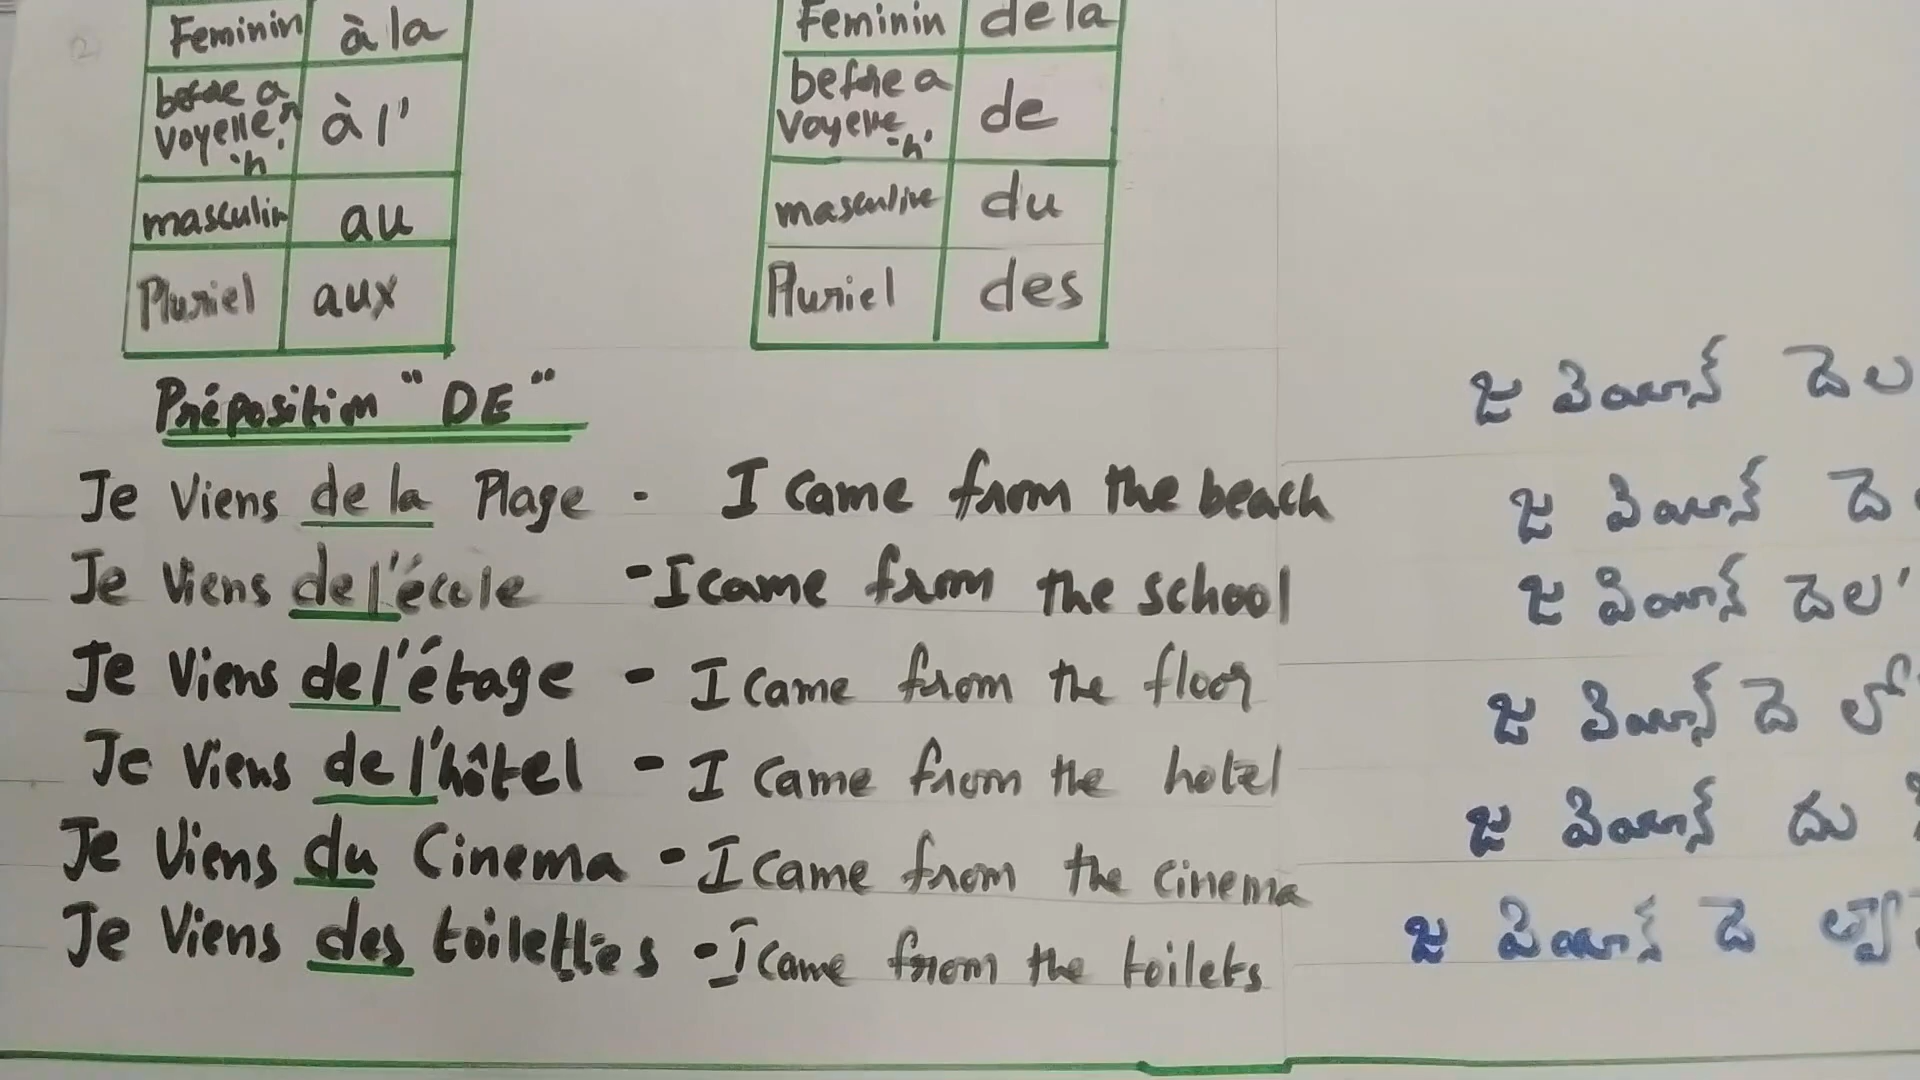 Feminin à la
before a voyelle n 'h' à l'
masculin au
Pluriel aux
Feminin de la
before a voyelle 'h' de
masculine du
Pluriel des
Préposition "DE"
Je Viens de la Plage - I came from the beach
జ వియాన్ దెల
Je Viens de l'école - I came from the school
జ వియాన్ దె
Je Viens de l'étage - I came from the floor
జ వియాన్ దెల'
Je Viens de l'hôtel - I came from the hotel
జ వియాన్ దె లో
Je Viens du Cinema - I came from the cinema
జ వియాన్ దు
Je Viens des toilettes - I came from the toilets
జ వియాన్ దె త్వా